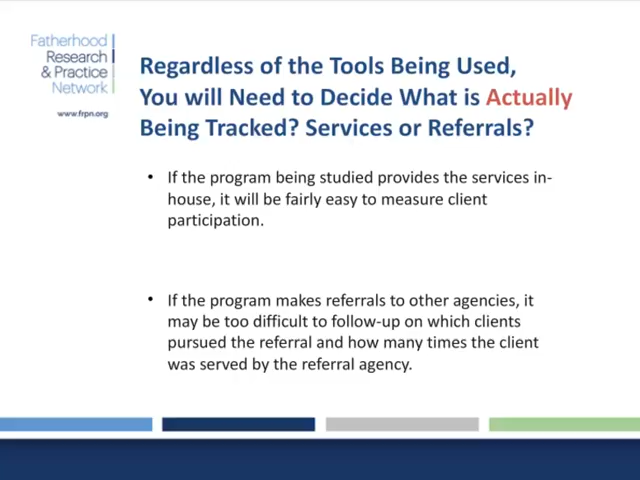 Fatherhood
Research
& Practice
Network
www.frpn.org
Regardless of the Tools Being Used,
You will Need to Decide What is Actually
Being Tracked? Services or Referrals?
• If the program being studied provides the services in-
house, it will be fairly easy to measure client
participation.
• If the program makes referrals to other agencies, it
may be too difficult to follow-up on which clients
pursued the referral and how many times the client
was served by the referral agency.